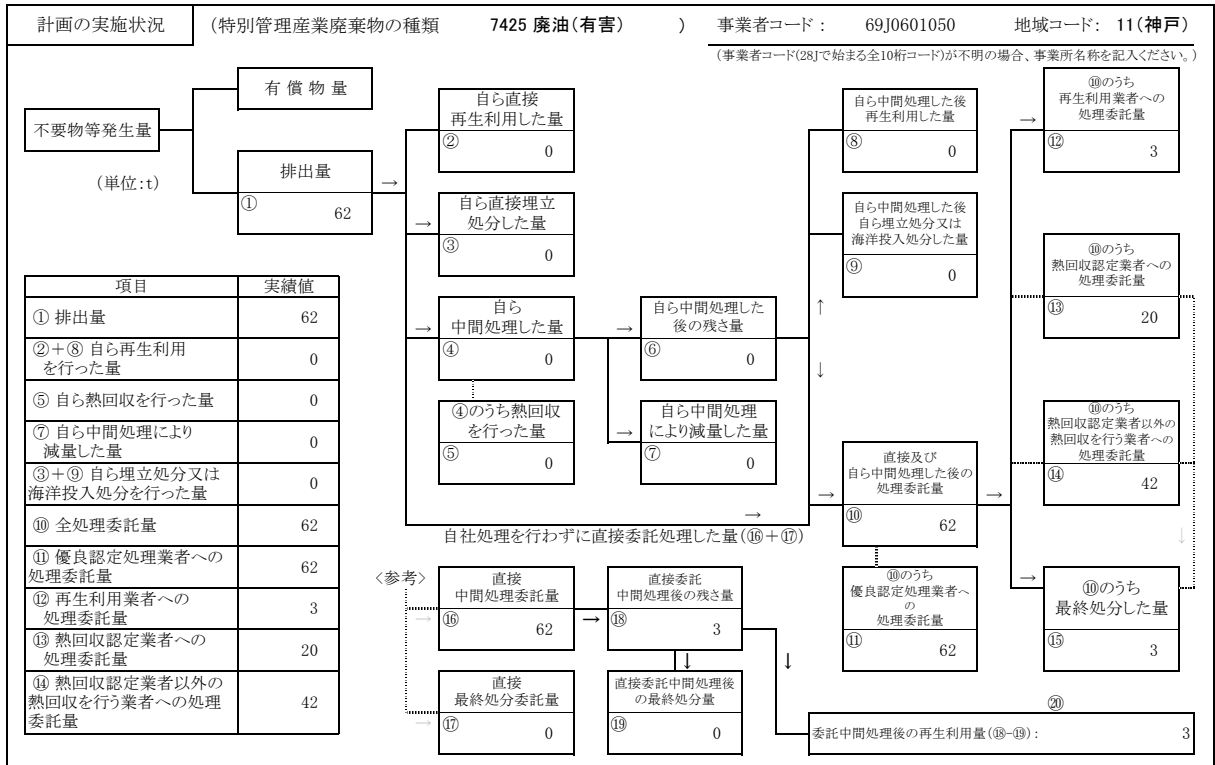 計画の実施状況 (特別管理産業廃棄物の種類 7425 廃油(有害) ) 事業者コード: 69J0601050 地域コード: 11(神戸)
(事業者コード(28Jで始まる全10桁コード)が不明の場合、事業所名称を記入ください。)
不要物等発生量
(単位:t)
有償物量
排出量
→
① 62
自ら直接
再生利用した量
② 0
→
自ら直接埋立
処分した量
③ 0
→
自ら
中間処理した量
④ 0
④のうち熱回収
を行った量
⑤ 0
→
自ら中間処理した
後の残さ量
⑥ 0
→
自ら中間処理
により減量した量
⑦ 0
自ら中間処理した後
再生利用した量
⑧ 0
自ら中間処理した後
自ら埋立処分又は
海洋投入処分した量
⑨ 0
↑
↓
→
直接及び
自ら中間処理した後の
処理委託量
⑩ 62
→
⑩のうち
優良認定処理業者へ
の
処理委託量
⑪ 62
→
⑩のうち
再生利用業者への
処理委託量
⑫ 3
⑩のうち
熱回収認定業者への
処理委託量
⑬ 20
⑩のうち
熱回収認定業者以外の
熱回収を行う業者への
処理委託量
⑭ 42
↓
→
⑩のうち
最終処分した量
⑮ 3
→
自社処理を行わずに直接委託処理した量(⑯+⑰)
<参考>
→
直接
中間処理委託量
⑯ 62
→
直接委託
中間処理後の残さ量
⑱ 3
↓
↓
→
直接
最終処分委託量
⑰ 0
直接委託中間処理後
の最終処分量
⑲ 0
⑳
委託中間処理後の再生利用量(⑱-⑲): 3
項目 実績値
① 排出量 62
②+⑧ 自ら再生利用
を行った量 0
⑤ 自ら熱回収を行った量 0
⑦ 自ら中間処理により
減量した量 0
③+⑨ 自ら埋立処分又は
海洋投入処分を行った量 0
⑩ 全処理委託量 62
⑪ 優良認定処理業者への
処理委託量 62
⑫ 再生利用業者への
処理委託量 3
⑬ 熱回収認定業者への
処理委託量 20
⑭ 熱回収認定業者以外の
熱回収を行う業者への処理
委託量 42